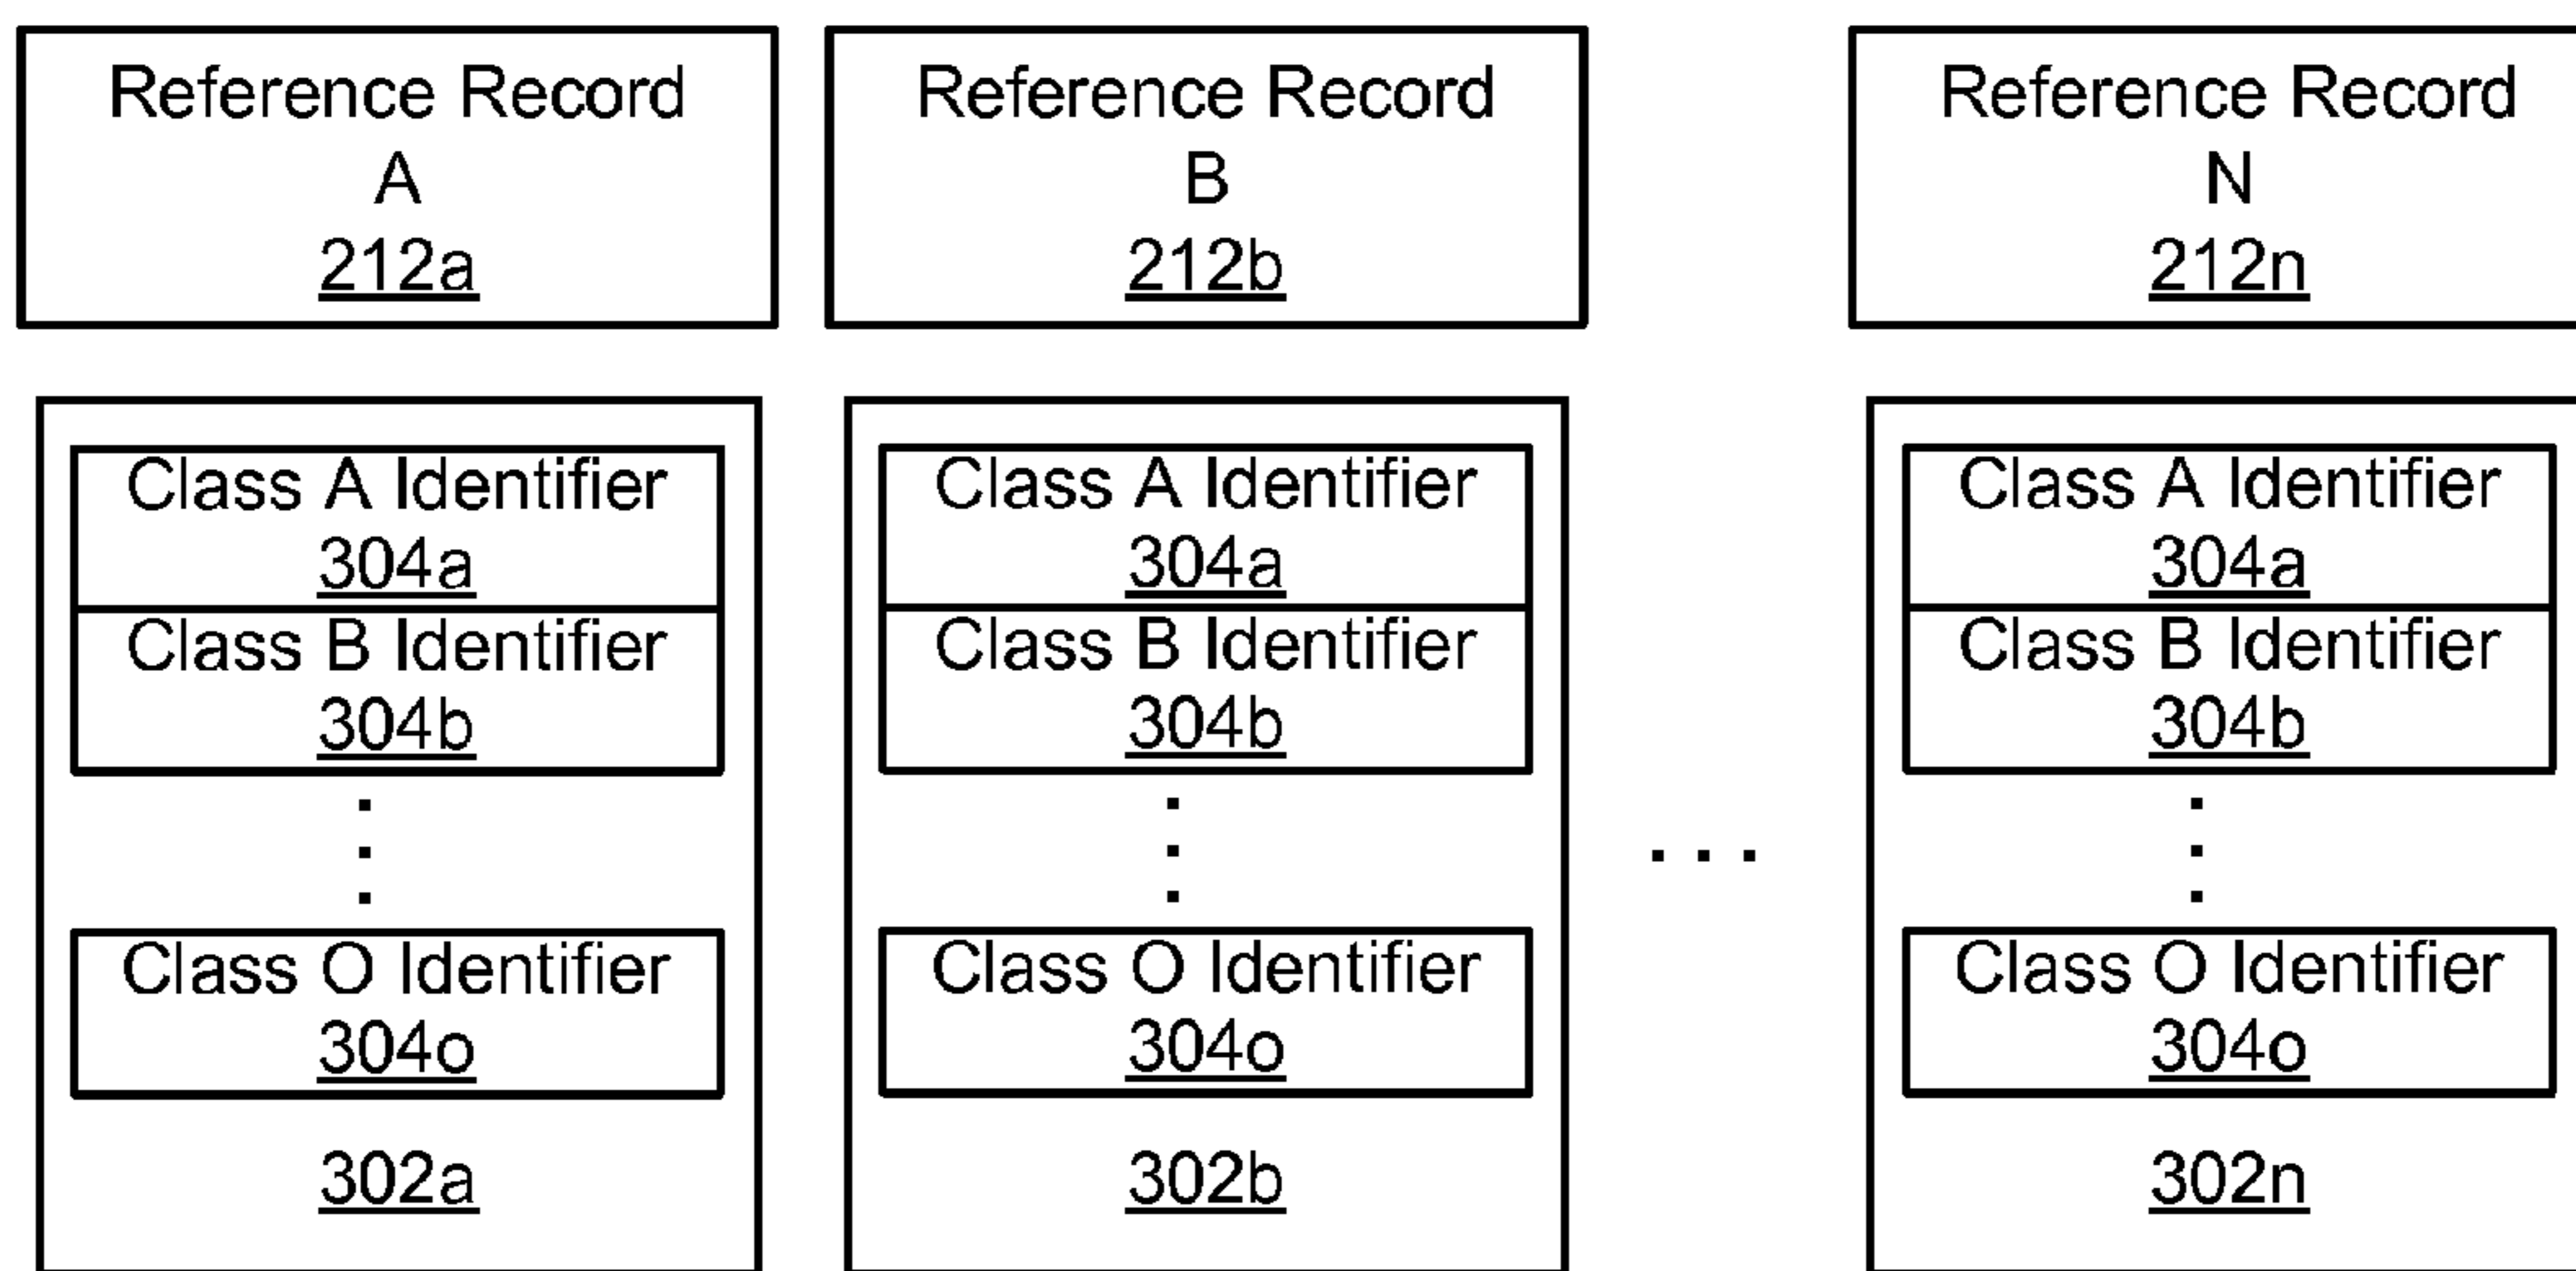 Reference Record
A
212a
Reference Record
B
212b
Reference Record
N
212n
Class A Identifier
304a
Class B Identifier
304b
Class O Identifier
304o
302a
Class A Identifier
304a
Class B Identifier
304b
Class O Identifier
304o
302b
. . .
Class A Identifier
304a
Class B Identifier
304b
Class O Identifier
304o
302n